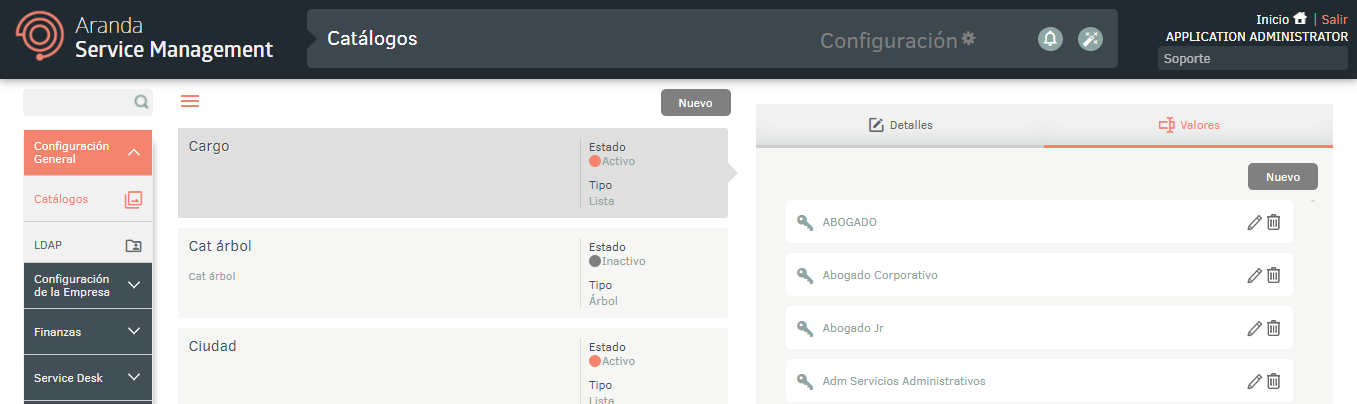 Aranda
Service Management
Catálogos
Configuración
Inicio | Salir
APPLICATION ADMINISTRATOR
Soporte
Configuración
General
Catálogos
LDAP
Configuración
de la Empresa
Finanzas
Service Desk
Nuevo
Cargo
Estado
Activo
Tipo
Lista
Cat árbol
Cat árbol
Estado
Inactivo
Tipo
Árbol
Ciudad
Estado
Activo
Tipo
Lista
Detalles
Valores
Nuevo
ABOGADO
Abogado Corporativo
Abogado Jr
Adm Servicios Administrativos